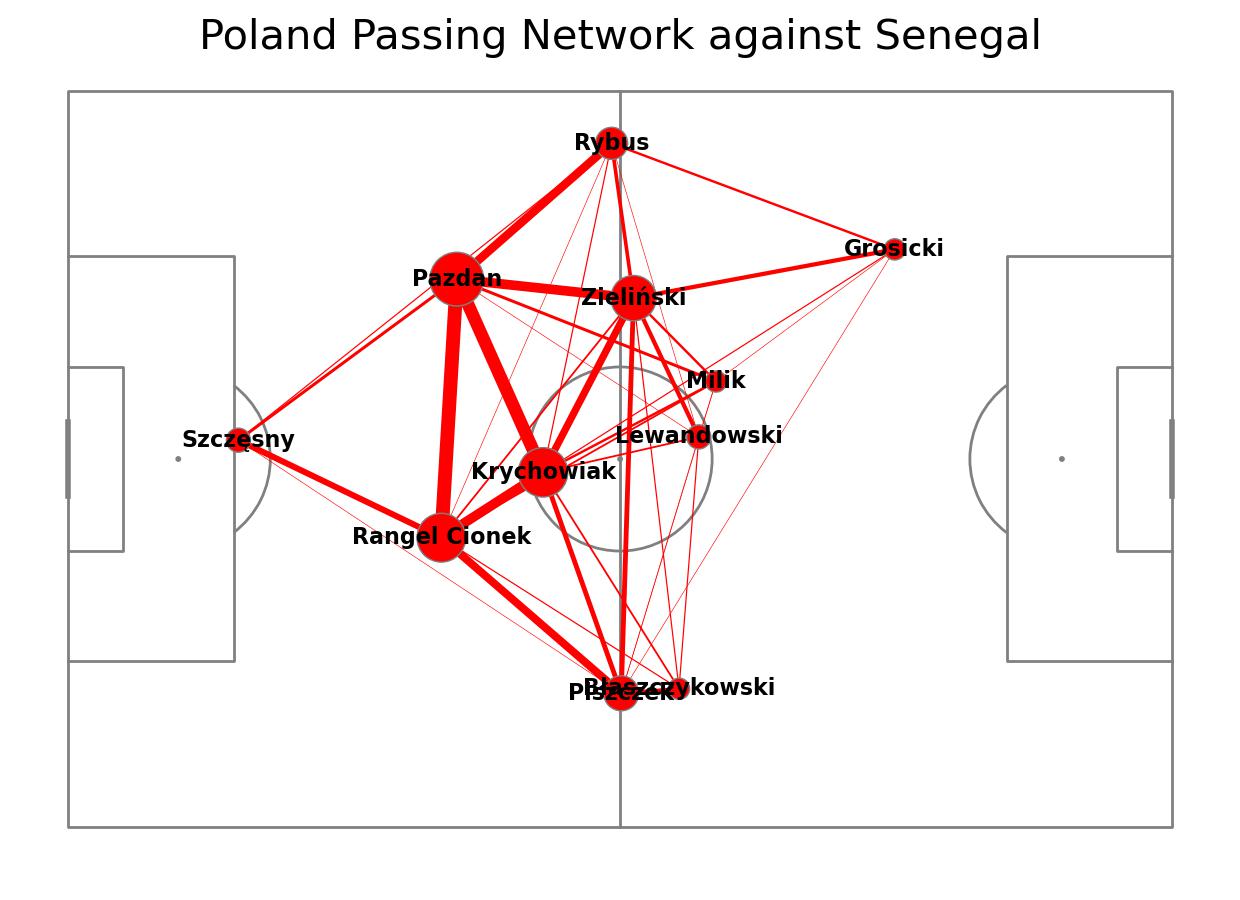 Poland Passing Network against Senegal
Rybus
Grosicki
Pazdan
Zieliński
Milik
Lewandowski
Szczęsny
Krychowiak
Rangel Cionek
Błaszczykowski
Piszczek